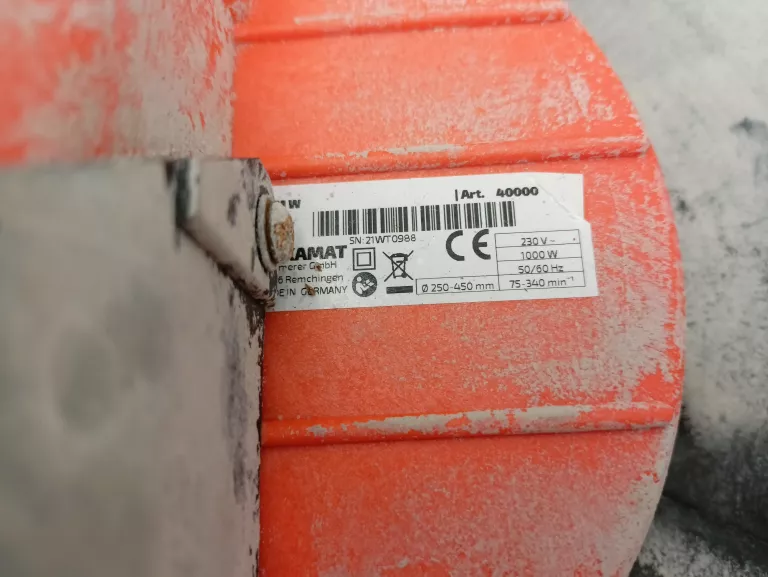 W |Art. 40000
SN: 21WT0988
AMAT
merer GmbH
6 Remchingen
E IN GERMANY
CE
Ø 250-450 mm
230 V ~
1000 W
50/60 Hz
75-340 min⁻¹